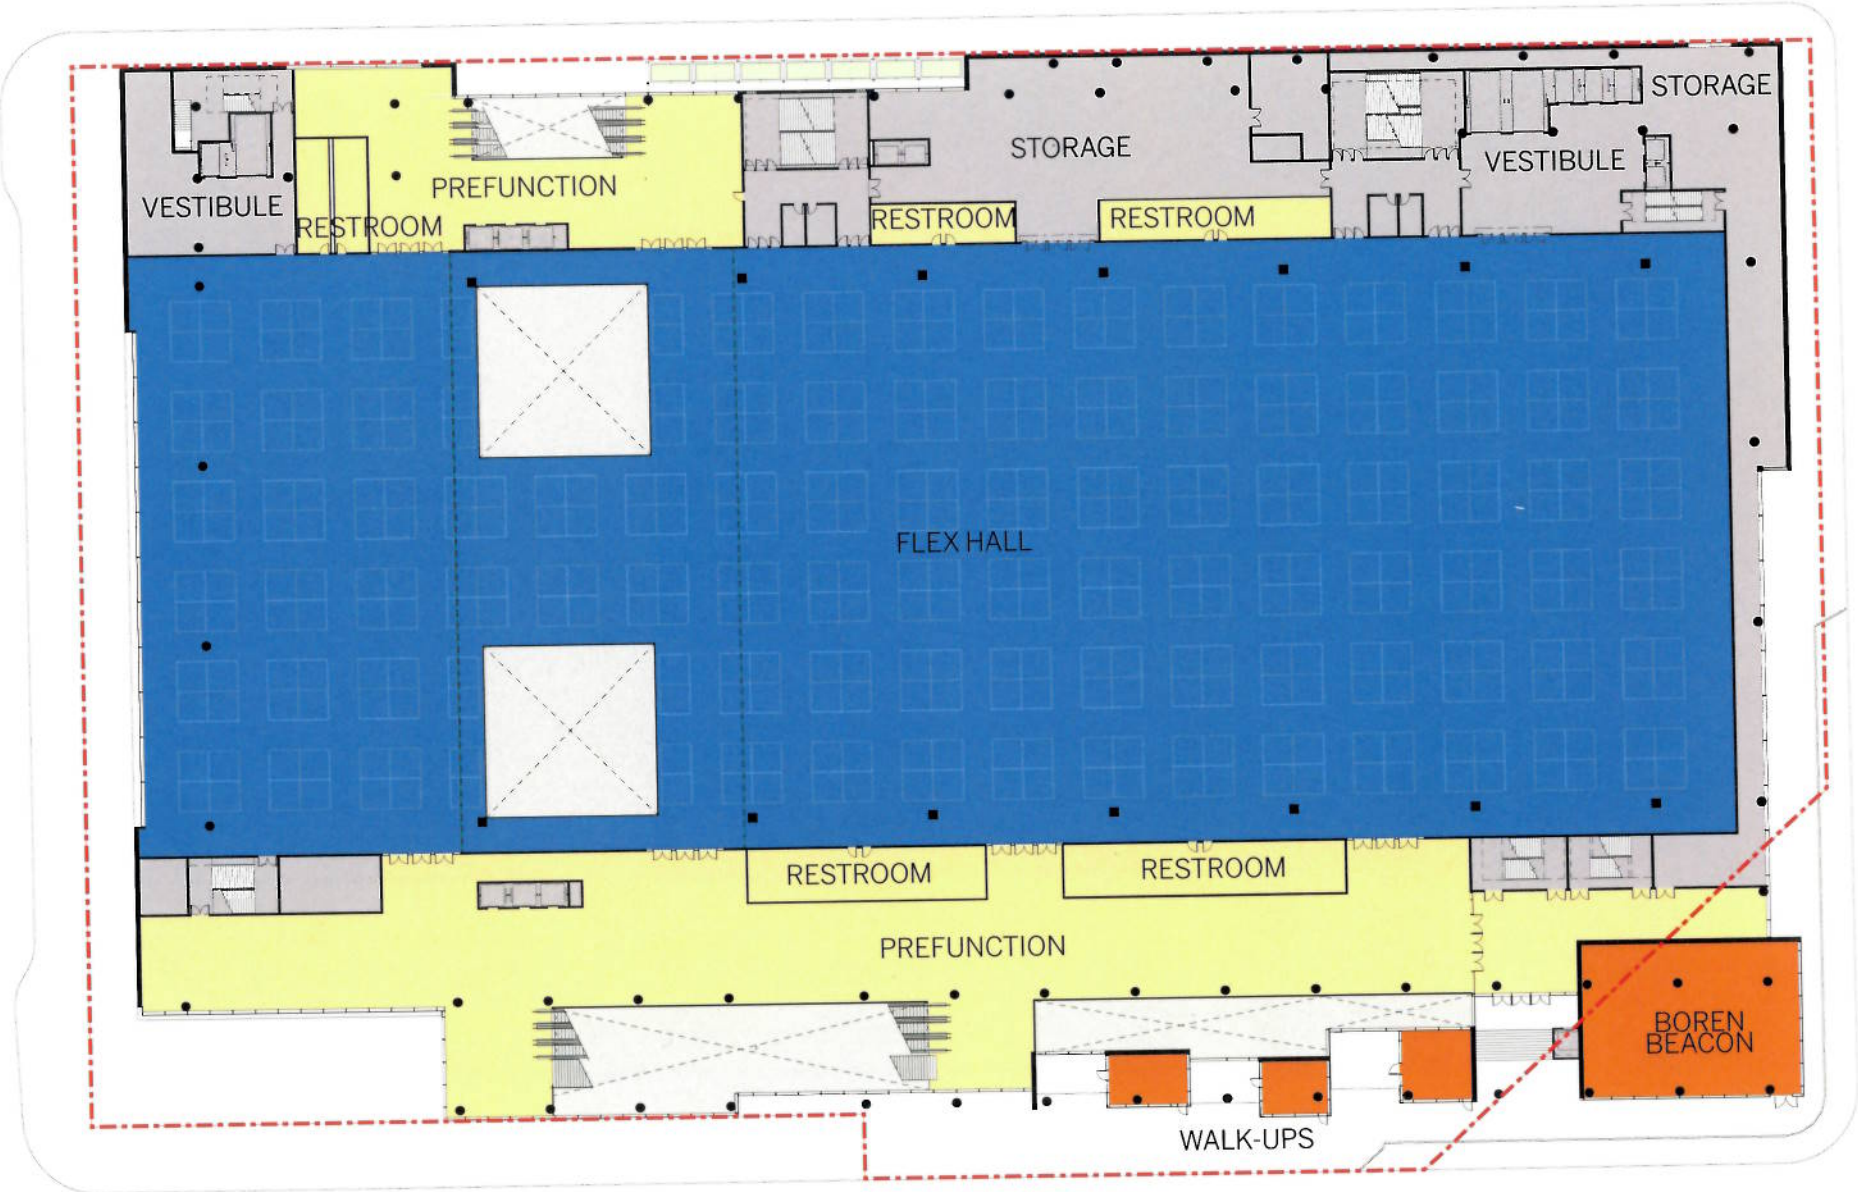 STORAGE
STORAGE
VESTIBULE
PREFUNCTION
VESTIBULE
RESTROOM
RESTROOM
RESTROOM
FLEX HALL
RESTROOM
RESTROOM
PREFUNCTION
BOREN
BEACON
WALK-UPS